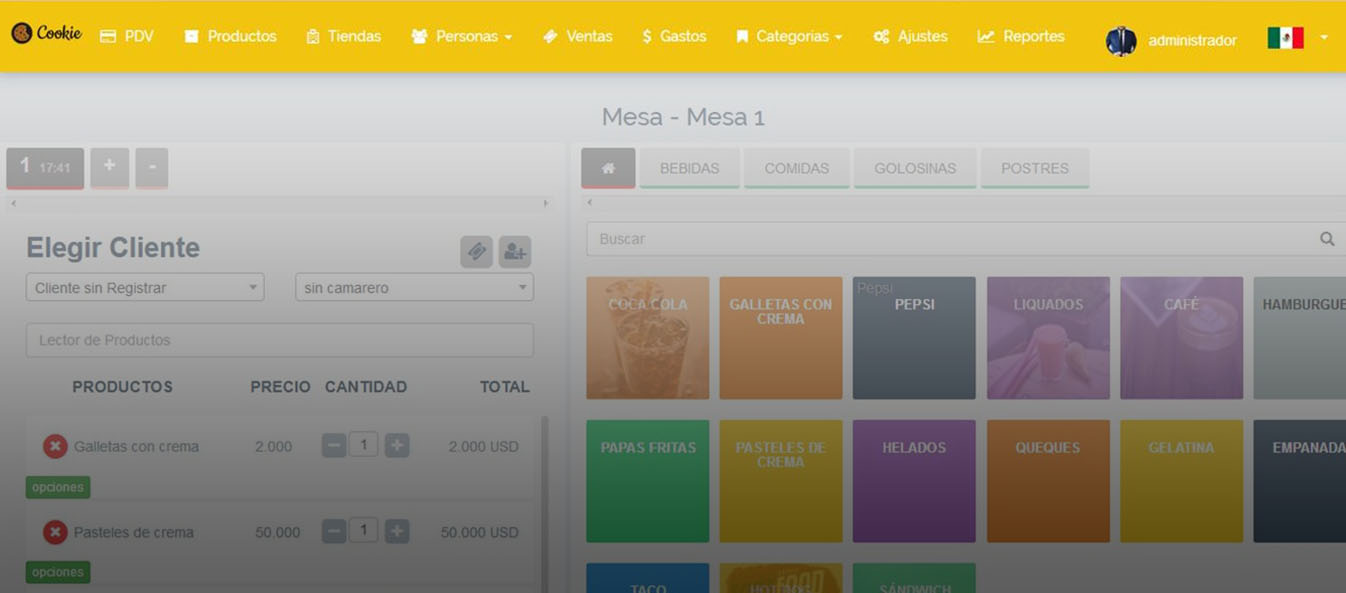 Cookie PDV Productos Tiendas Personas Ventas $ Gastos Categorias Ajustes Reportes administrador
Mesa - Mesa 1
1 17:41 + -
BEBIDAS COMIDAS GOLOSINAS POSTRES
Elegir Cliente
Buscar
Cliente sin Registrar sin camarero
Lector de Productos
PRODUCTOS PRECIO CANTIDAD TOTAL
Galletas con crema 2.000 1 2.000 USD
opciones
Pasteles de crema 50.000 1 50.000 USD
opciones
COCA COLA
GALLETAS CON
CREMA
Pepsi
PEPSI
LIQUADOS
CAFÉ
HAMBURGUE
PAPAS FRITAS
PASTELES DE
CREMA
HELADOS
QUEQUES
GELATINA
EMPANADA
TACO
SÁNDWICH